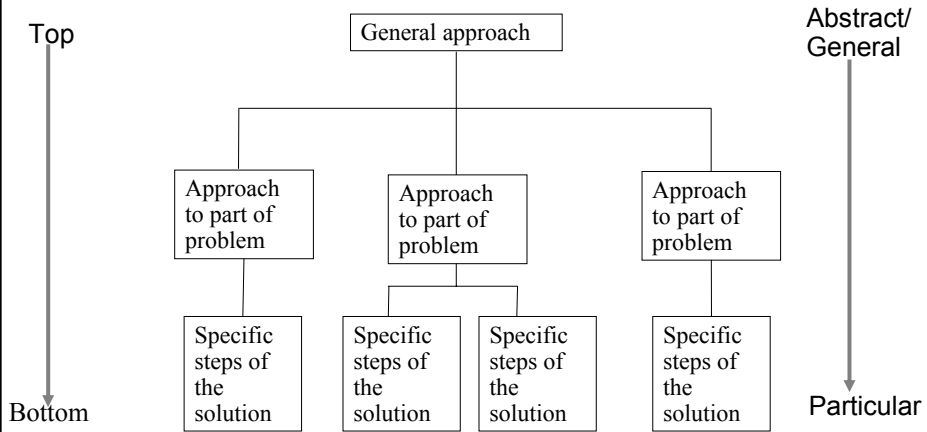 Top
General approach
Abstract/
General
Approach
to part of
problem
Approach
to part of
problem
Approach
to part of
problem
Specific
steps of
the
solution
Specific
steps of
the
solution
Specific
steps of
the
solution
Specific
steps of
the
solution
Bottom
Particular